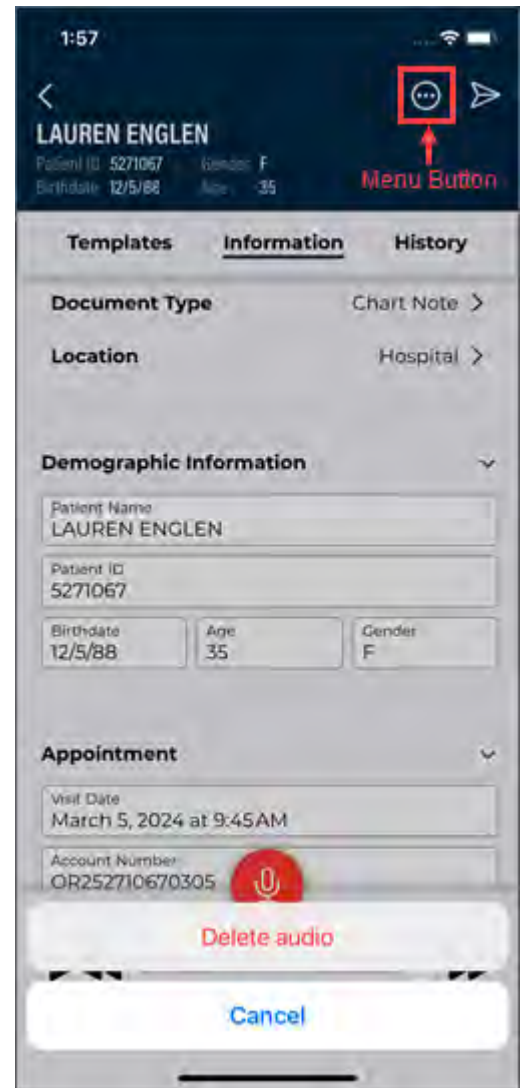 1:57
LAUREN ENGLEN
Patient ID 5271067 Gender F
Birthdate 12/5/88 Age 35
Menu Button
Templates Information History
Document Type Chart Note
Location Hospital
Demographic Information
Patient Name
LAUREN ENGLEN
Patient ID
5271067
Birthdate Age Gender
12/5/88 35 F
Appointment
Visit Date
March 5, 2024 at 9:45AM
Account Number
OR252710670305
Delete audio
Cancel